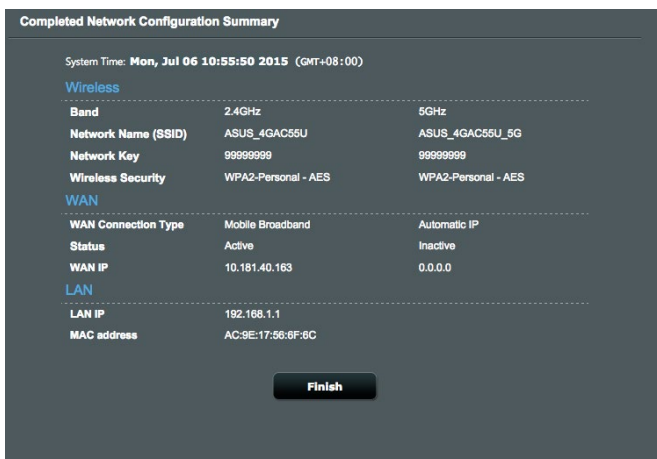 Completed Network Configuration Summary
System Time: Mon, Jul 06 10:55:50 2015 (GMT+08:00)
Wireless
Band 2.4GHz 5GHz
Network Name (SSID) ASUS_4GAC55U ASUS_4GAC55U_5G
Network Key 99999999 99999999
Wireless Security WPA2-Personal - AES WPA2-Personal - AES
WAN
WAN Connection Type Mobile Broadband Automatic IP
Status Active Inactive
WAN IP 10.181.40.163 0.0.0.0
LAN
LAN IP 192.168.1.1
MAC address AC:9E:17:56:6F:6C
Finish